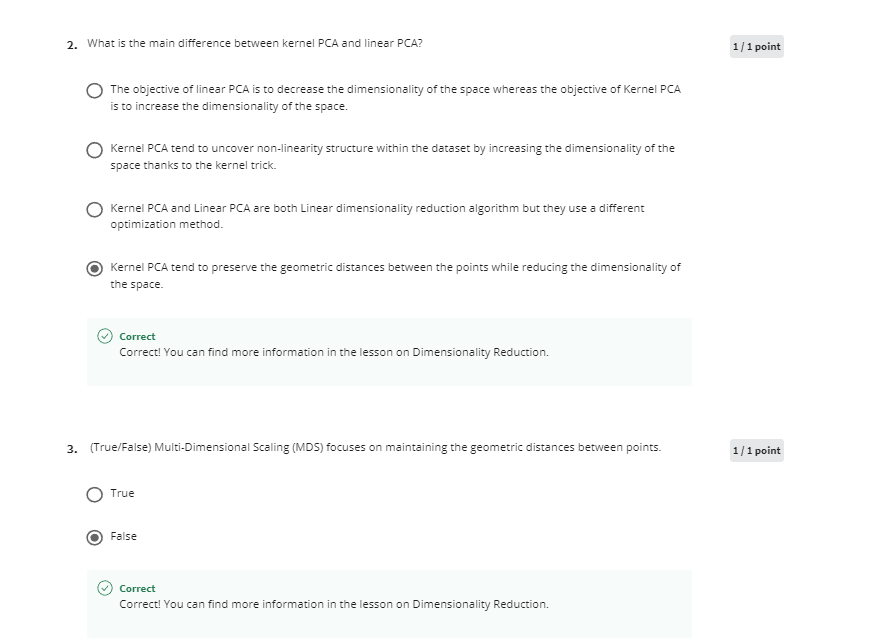 2. What is the main difference between kernel PCA and linear PCA?
1 / 1 point
The objective of linear PCA is to decrease the dimensionality of the space whereas the objective of Kernel PCA
is to increase the dimensionality of the space.
Kernel PCA tend to uncover non-linearity structure within the dataset by increasing the dimensionality of the
space thanks to the kernel trick.
Kernel PCA and Linear PCA are both Linear dimensionality reduction algorithm but they use a different
optimization method.
Kernel PCA tend to preserve the geometric distances between the points while reducing the dimensionality of
the space.
Correct
Correct! You can find more information in the lesson on Dimensionality Reduction.
3. (True/False) Multi-Dimensional Scaling (MDS) focuses on maintaining the geometric distances between points.
1 / 1 point
True
False
Correct
Correct! You can find more information in the lesson on Dimensionality Reduction.